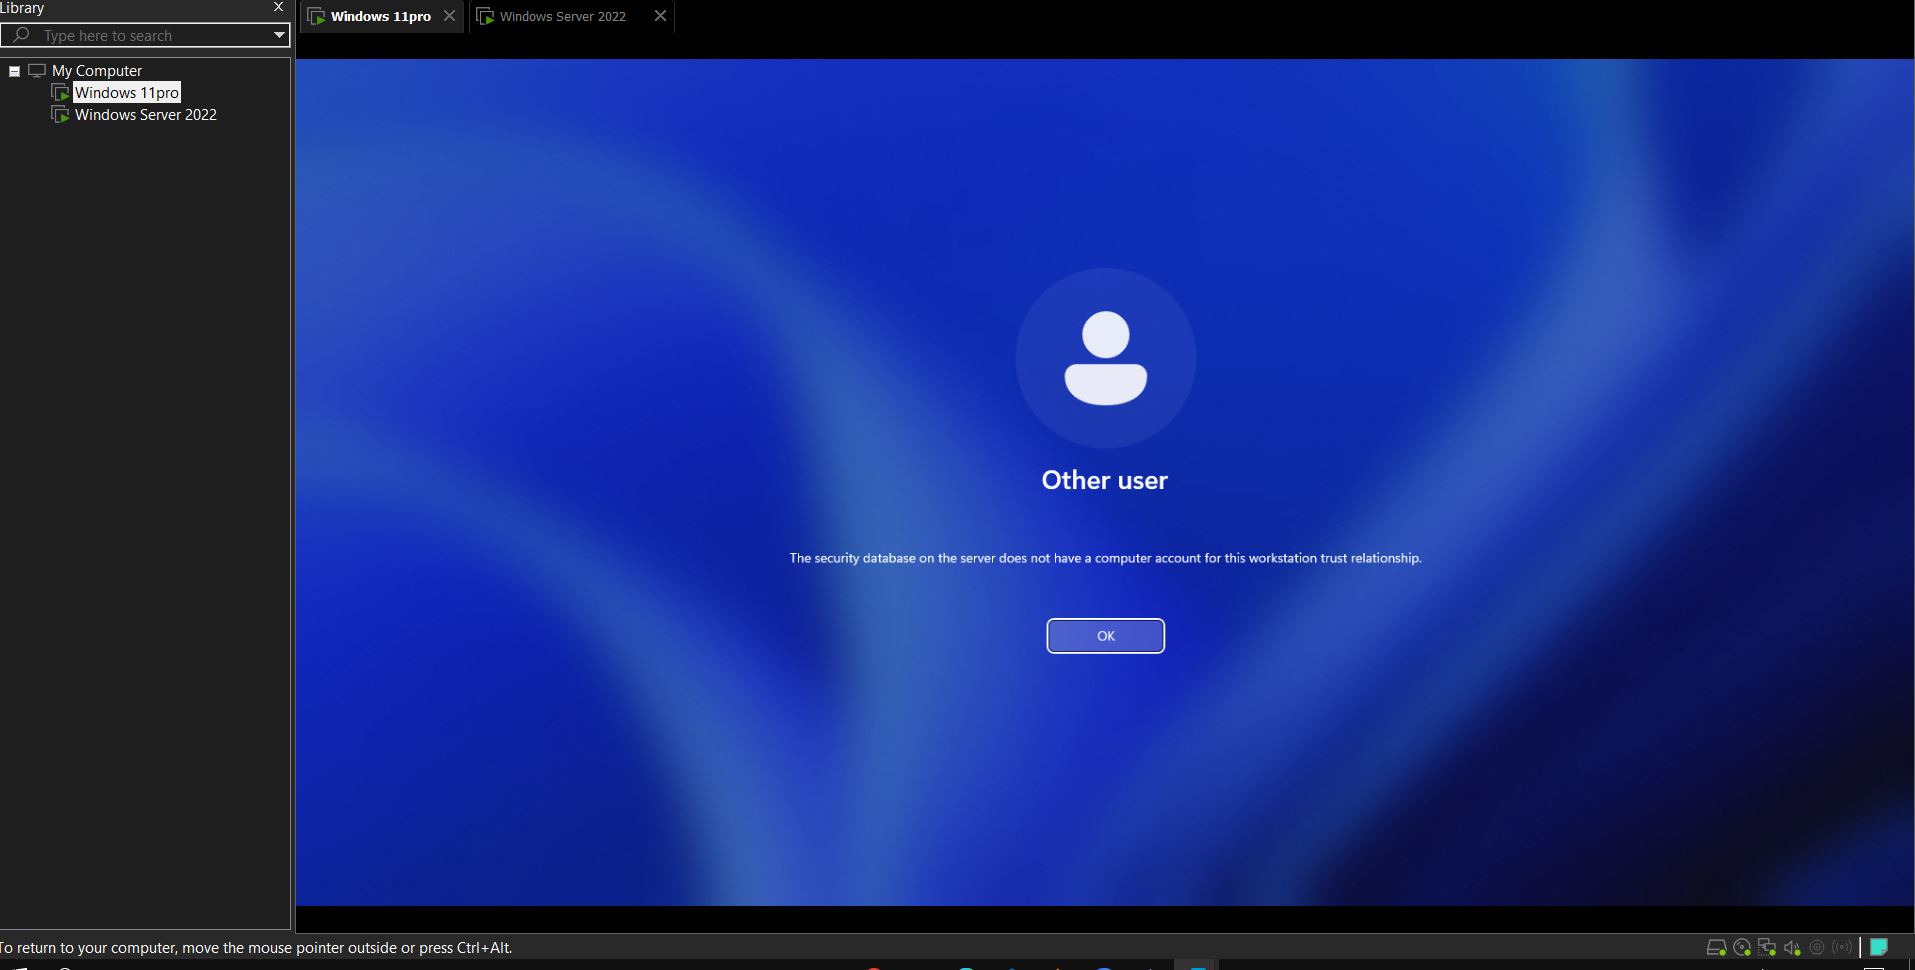 Library
Type here to search
My Computer
Windows 11pro
Windows Server 2022
Windows 11pro
Windows Server 2022
Other user
The security database on the server does not have a computer account for this workstation trust relationship.
OK
To return to your computer, move the mouse pointer outside or press Ctrl+Alt.